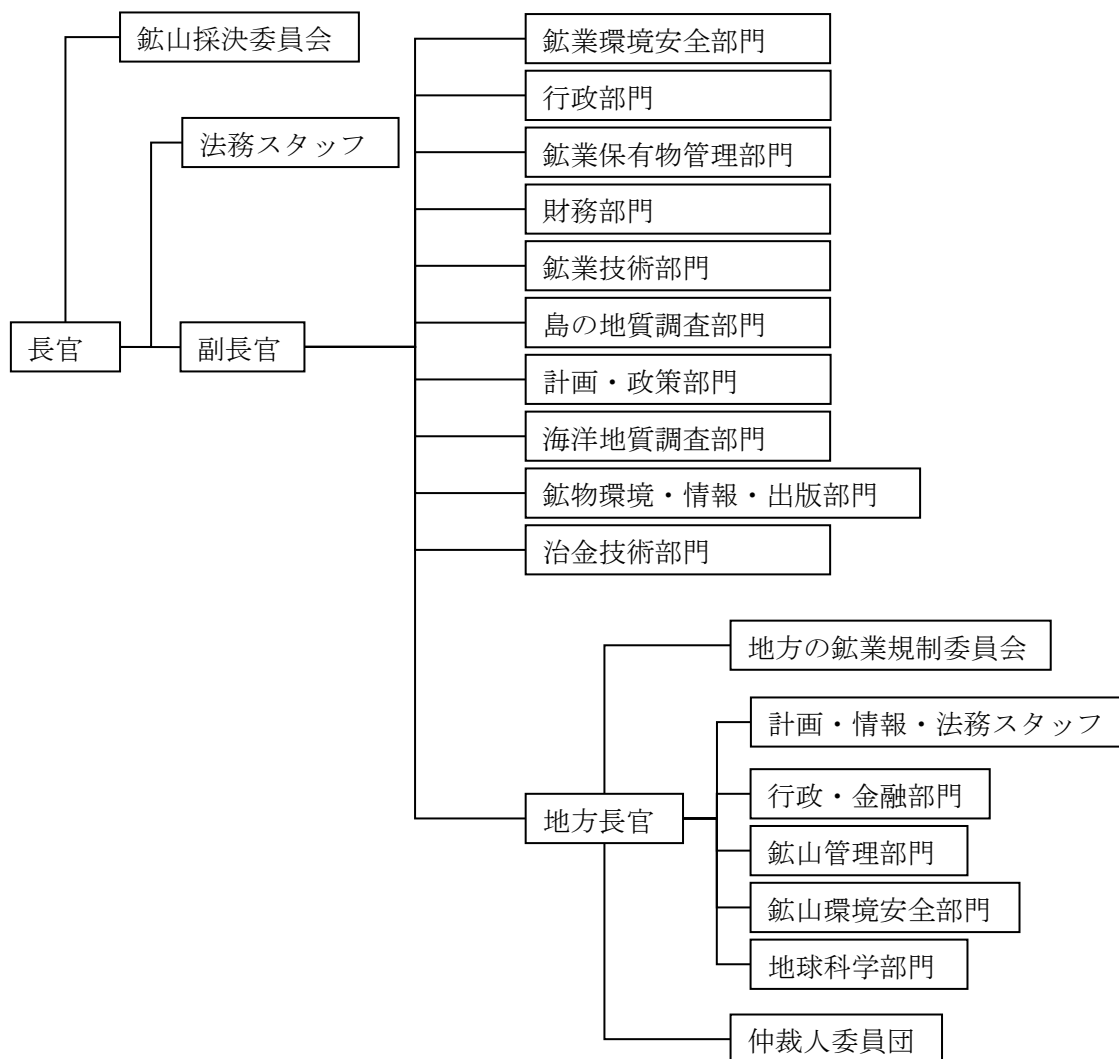 鉱山採決委員会
法務スタッフ
長官
副長官
鉱業環境安全部門
行政部門
鉱業保有物管理部門
財務部門
鉱業技術部門
島の地質調査部門
計画・政策部門
海洋地質調査部門
鉱物環境・情報・出版部門
治金技術部門
地方長官
地方の鉱業規制委員会
計画・情報・法務スタッフ
行政・金融部門
鉱山管理部門
鉱山環境安全部門
地球科学部門
仲裁人委員団